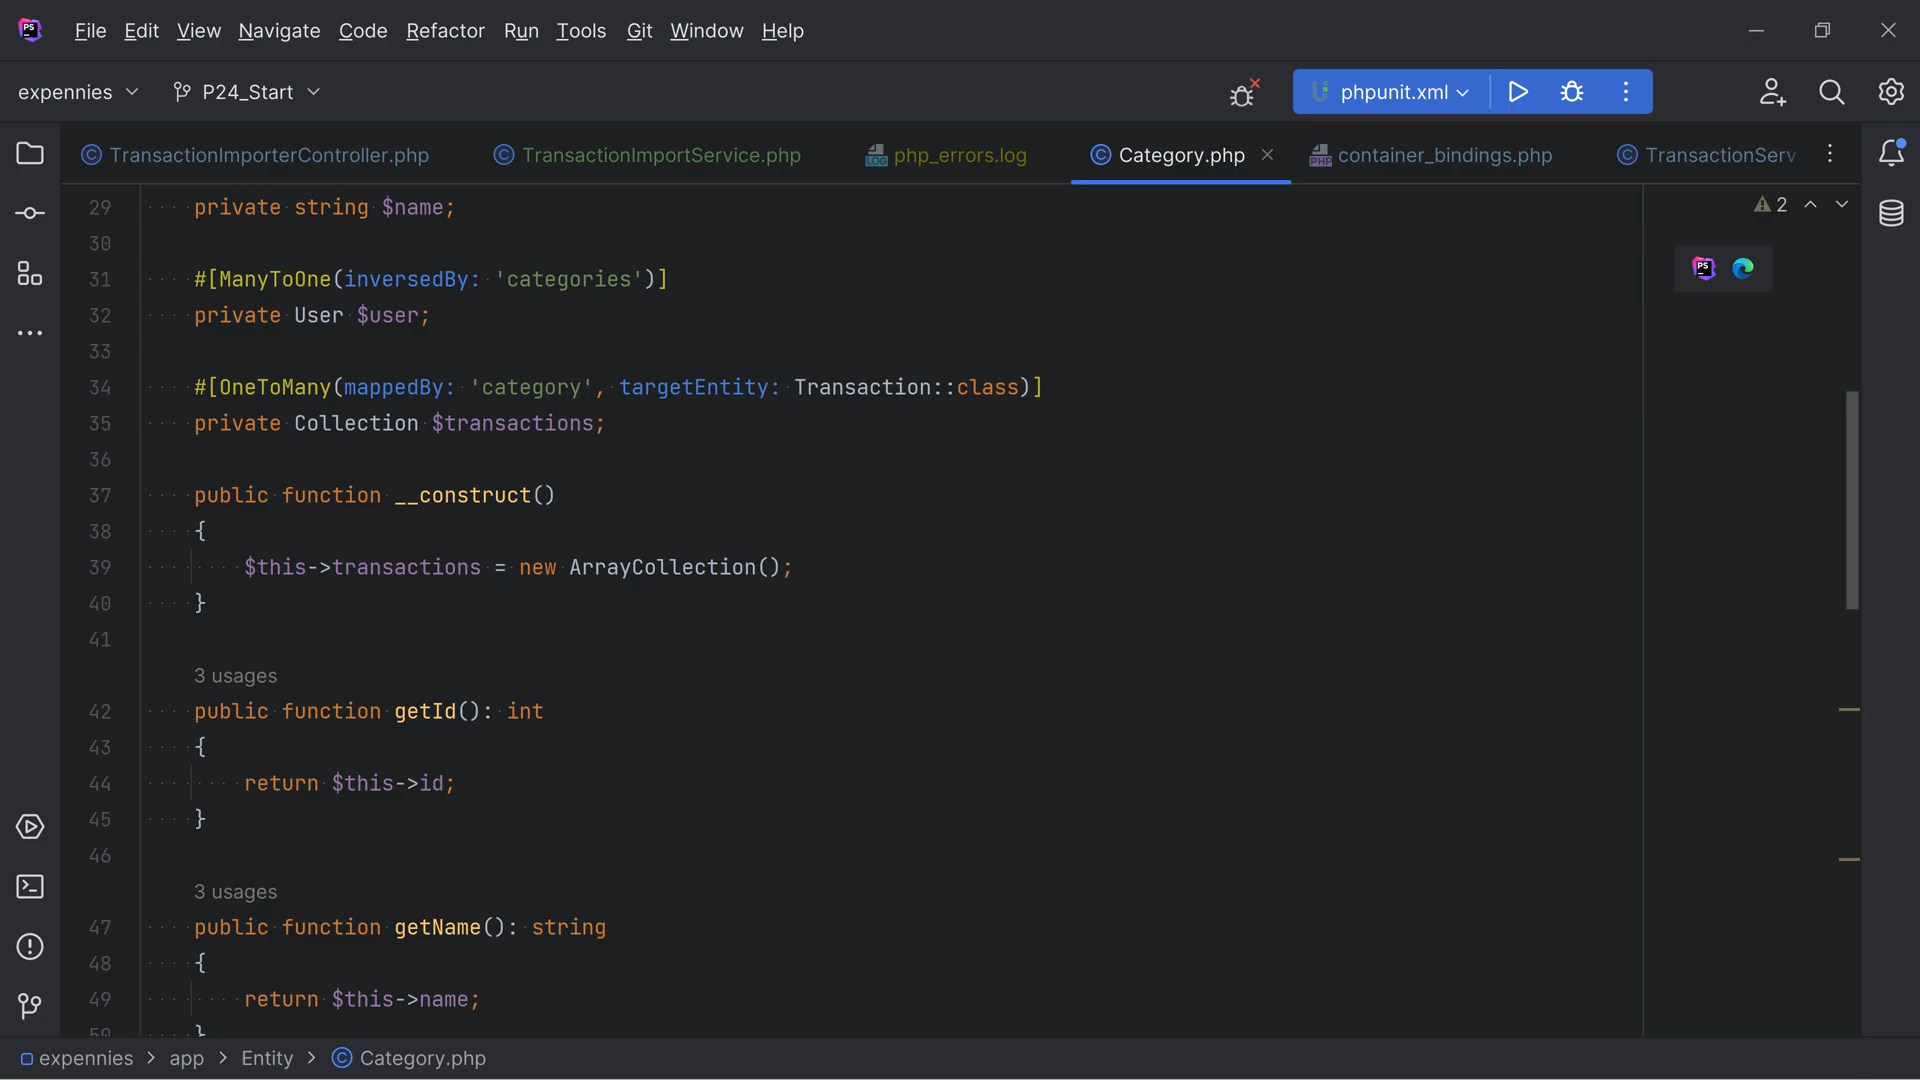 PS
File Edit View Navigate Code Refactor Run Tools Git Window Help
expennies P24_Start phpunit.xml
TransactionImporterController.php TransactionImportService.php php_errors.log Category.php container_bindings.php TransactionServ
2
29 private string $name;
30
31 #[ManyToOne(inversedBy: 'categories')]
32 private User $user;
33
34 #[OneToMany(mappedBy: 'category', targetEntity: Transaction::class)]
35 private Collection $transactions;
36
37 public function __construct()
38 {
39 $this->transactions = new ArrayCollection();
40 }
41
3 usages
42 public function getId(): int
43 {
44 return $this->id;
45 }
46
3 usages
47 public function getName(): string
48 {
49 return $this->name;
50 }
expennies > app > Entity > Category.php